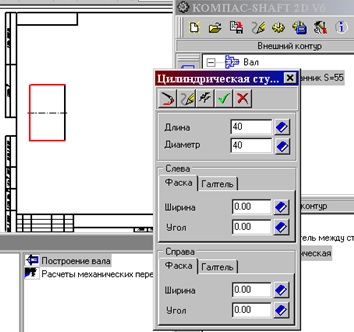 КОМПАС-SHAFT 2D V6
Внешний контур
Вал
нник S=55
Цилиндрическая сту...
Длина 40
Диаметр 40
Слева
Фаска Галтель
Ширина 0.00
Угол 0.00
Справа
Фаска Галтель
Ширина 0.00
Угол 0.00
контур
тель между ст
ическая
Построение вала
Расчеты механических пере